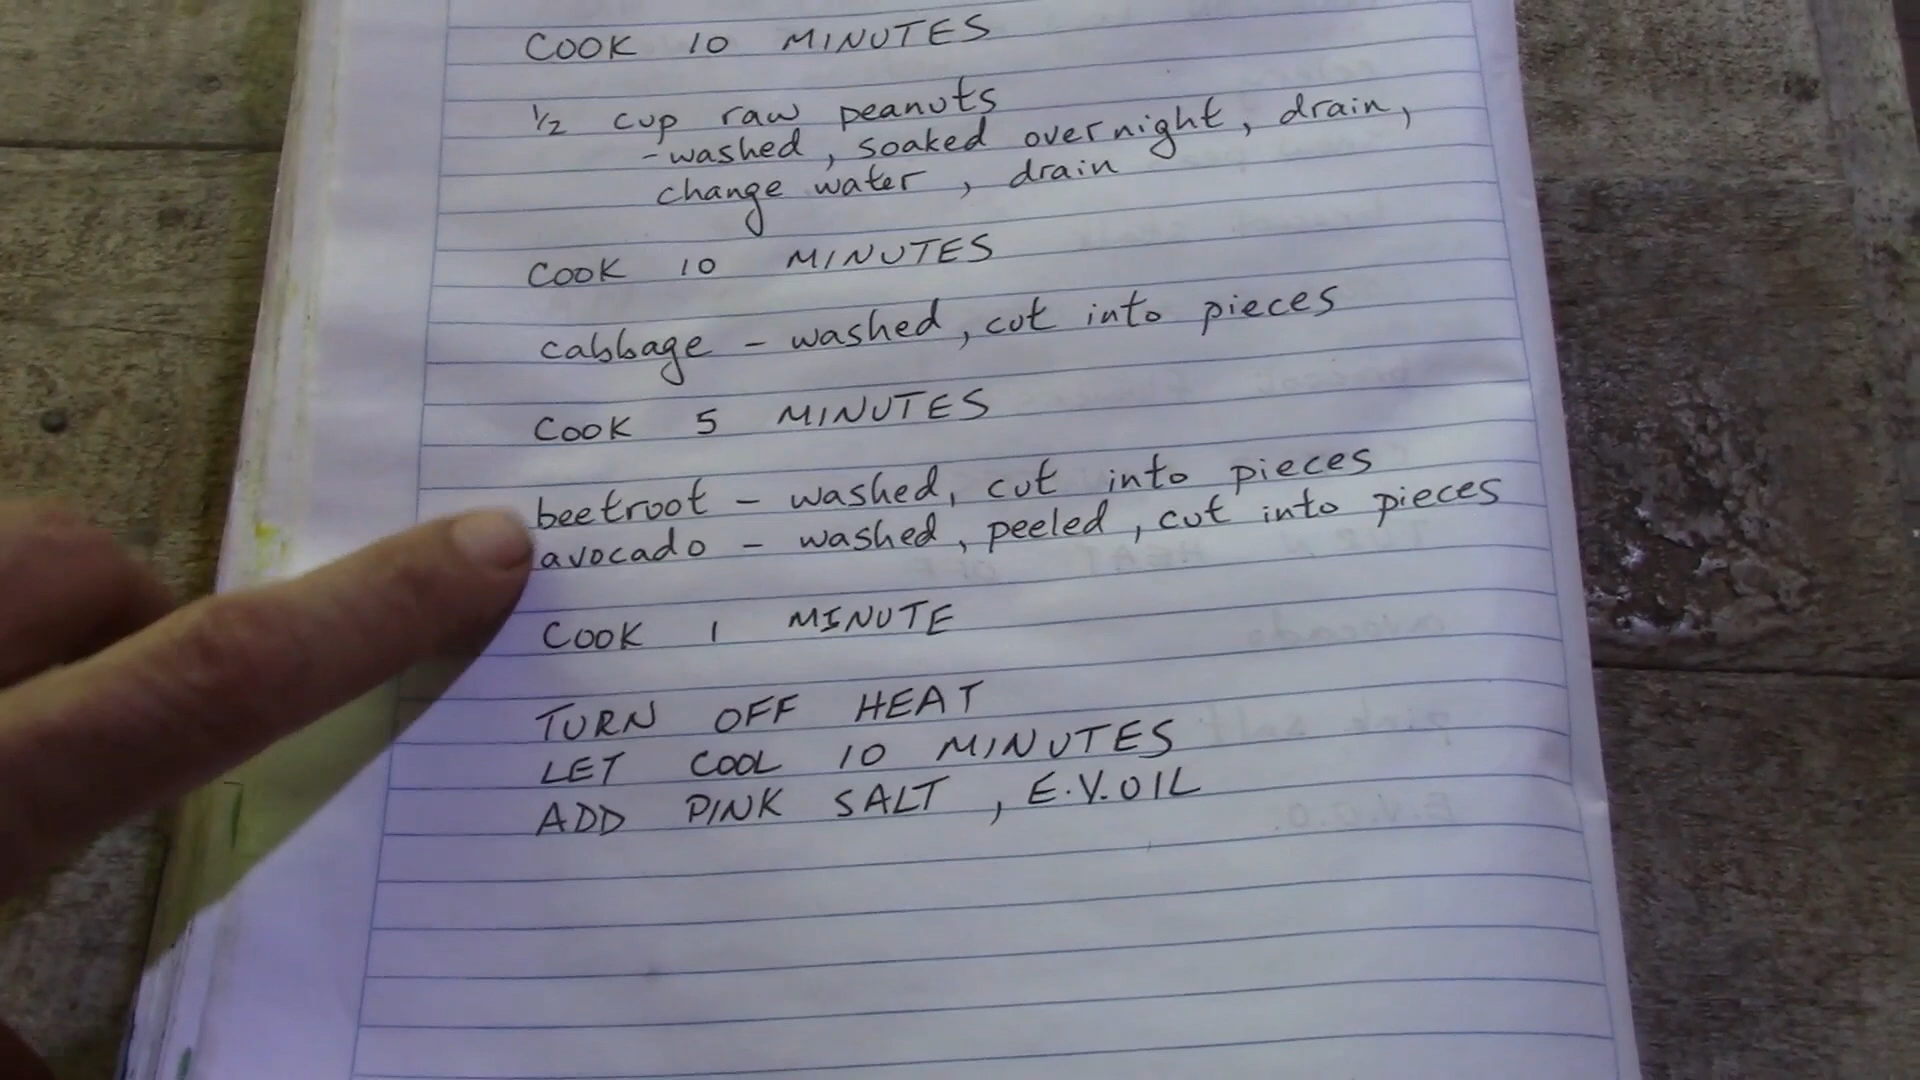 COOK 10 MINUTES
1/2 cup raw peanuts
- washed, soaked overnight, drain,
change water, drain
COOK 10 MINUTES
cabbage - washed, cut into pieces
COOK 5 MINUTES
beetroot - washed, cut into pieces
avocado - washed, peeled, cut into pieces
COOK 1 MINUTE
TURN OFF HEAT
LET COOL 10 MINUTES
ADD PINK SALT, E.V.OIL